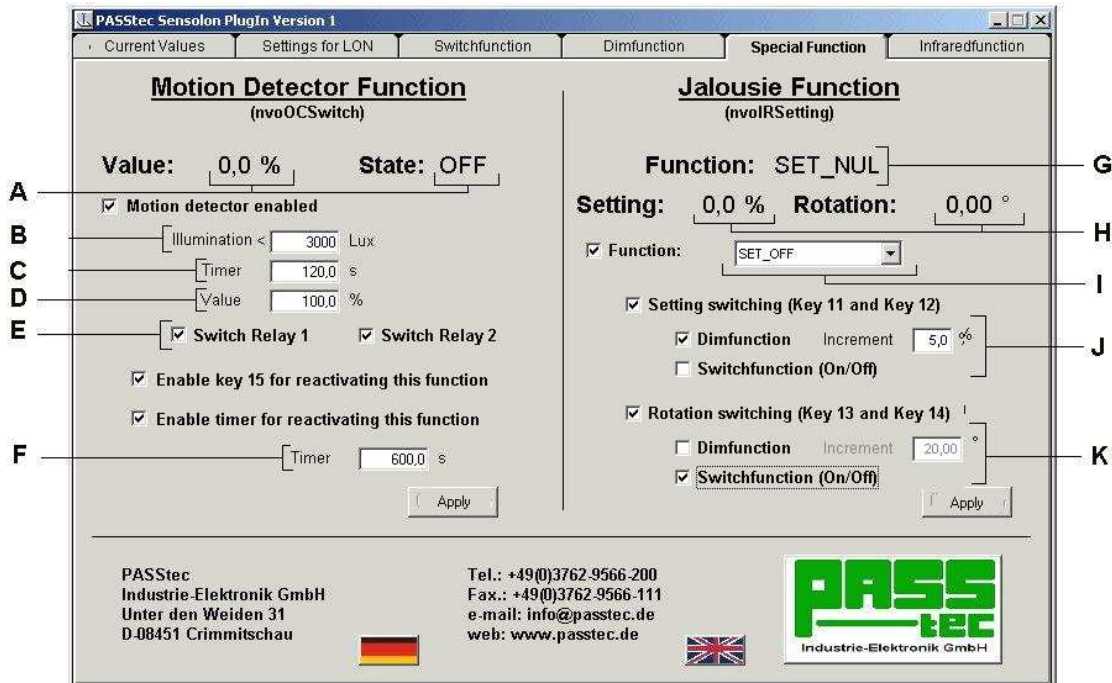 PASStec Sensolon PlugIn Version 1
Current Values
Settings for LON
Switchfunction
Dimfunction
Special Function
Infraredfunction
Motion Detector Function
(nvoOCSwitch)
Value: 0,0 % State: OFF
A
Motion detector enabled
B
Illumination < 3000 Lux
C
Timer 120,0 s
D
Value 100,0 %
E
Switch Relay 1
Switch Relay 2
Enable key 15 for reactivating this function
Enable timer for reactivating this function
F
Timer 600,0 s
Apply
Jalousie Function
(nvoIRSetting)
Function: SET_NUL
G
Setting: 0,0 % Rotation: 0,00 °
H
Function: SET_OFF
I
Setting switching (Key 11 and Key 12)
Dimfunction Increment 5,0 %
Switchfunction (On/Off)
J
Rotation switching (Key 13 and Key 14)
Dimfunction Increment 20,00 °
Switchfunction (On/Off)
K
Apply
PASStec
Industrie-Elektronik GmbH
Unter den Weiden 31
D-08451 Crimmitschau
Tel.: +49(0)3762-9566-200
Fax.: +49(0)3762-9566-111
e-mail: info@passtec.de
web: www.passtec.de
PASS
tec
Industrie-Elektronik GmbH